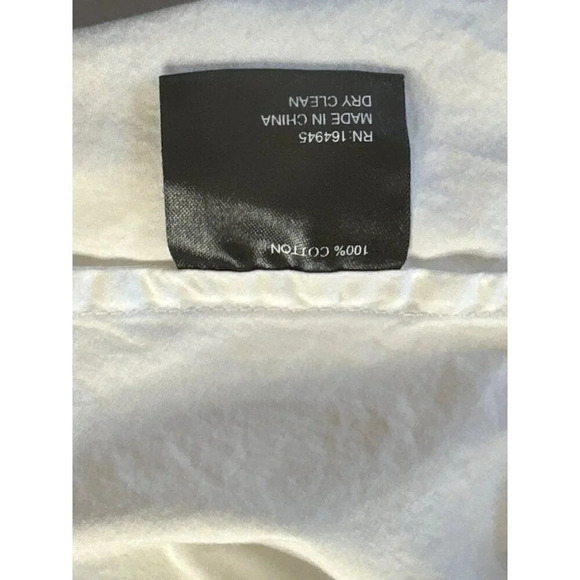 100% COTTON
RN:164945
MADE IN CHINA
DRY CLEAN